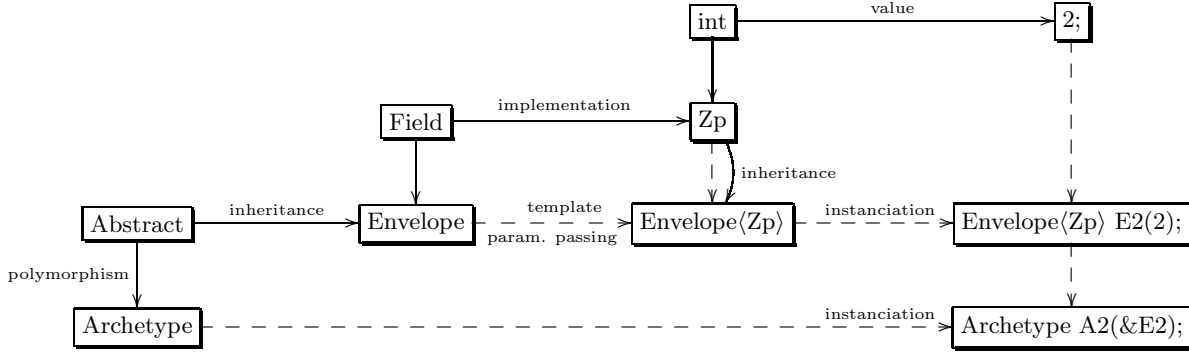 int
value
2;
Field
implementation
Zp
inheritance
Abstract
inheritance
Envelope
template
param. passing
Envelope⟨Zp⟩
instanciation
Envelope⟨Zp⟩ E2(2);
polymorphism
Archetype
instanciation
Archetype A2(&E2);